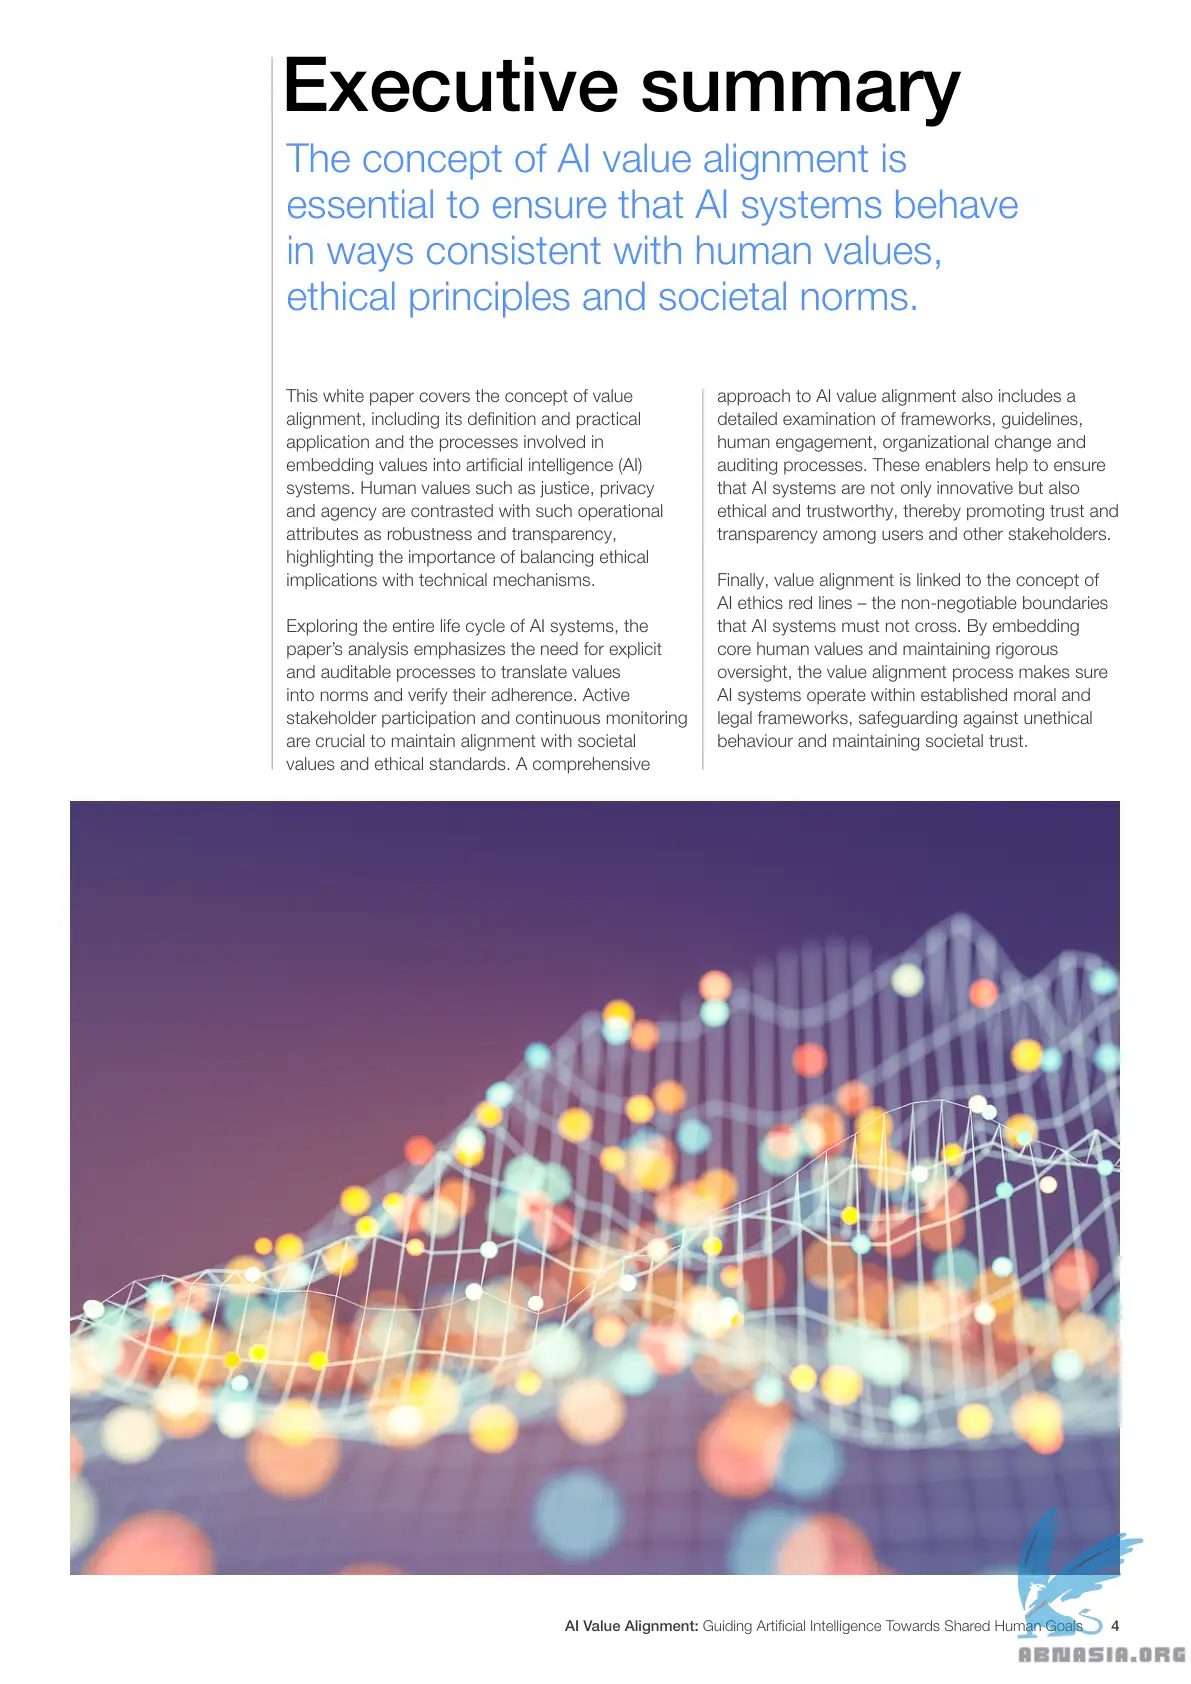 Executive summary
The concept of AI value alignment is
essential to ensure that AI systems behave
in ways consistent with human values,
ethical principles and societal norms.
This white paper covers the concept of value
alignment, including its definition and practical
application and the processes involved in
embedding values into artificial intelligence (AI)
systems. Human values such as justice, privacy
and agency are contrasted with such operational
attributes as robustness and transparency,
highlighting the importance of balancing ethical
implications with technical mechanisms.
Exploring the entire life cycle of AI systems, the
paper’s analysis emphasizes the need for explicit
and auditable processes to translate values
into norms and verify their adherence. Active
stakeholder participation and continuous monitoring
are crucial to maintain alignment with societal
values and ethical standards. A comprehensive
approach to AI value alignment also includes a
detailed examination of frameworks, guidelines,
human engagement, organizational change and
auditing processes. These enablers help to ensure
that AI systems are not only innovative but also
ethical and trustworthy, thereby promoting trust and
transparency among users and other stakeholders.
Finally, value alignment is linked to the concept of
AI ethics red lines – the non-negotiable boundaries
that AI systems must not cross. By embedding
core human values and maintaining rigorous
oversight, the value alignment process makes sure
AI systems operate within established moral and
legal frameworks, safeguarding against unethical
behaviour and maintaining societal trust.
AI Value Alignment: Guiding Artificial Intelligence Towards Shared Human Goals 4
ABNASIA.ORG